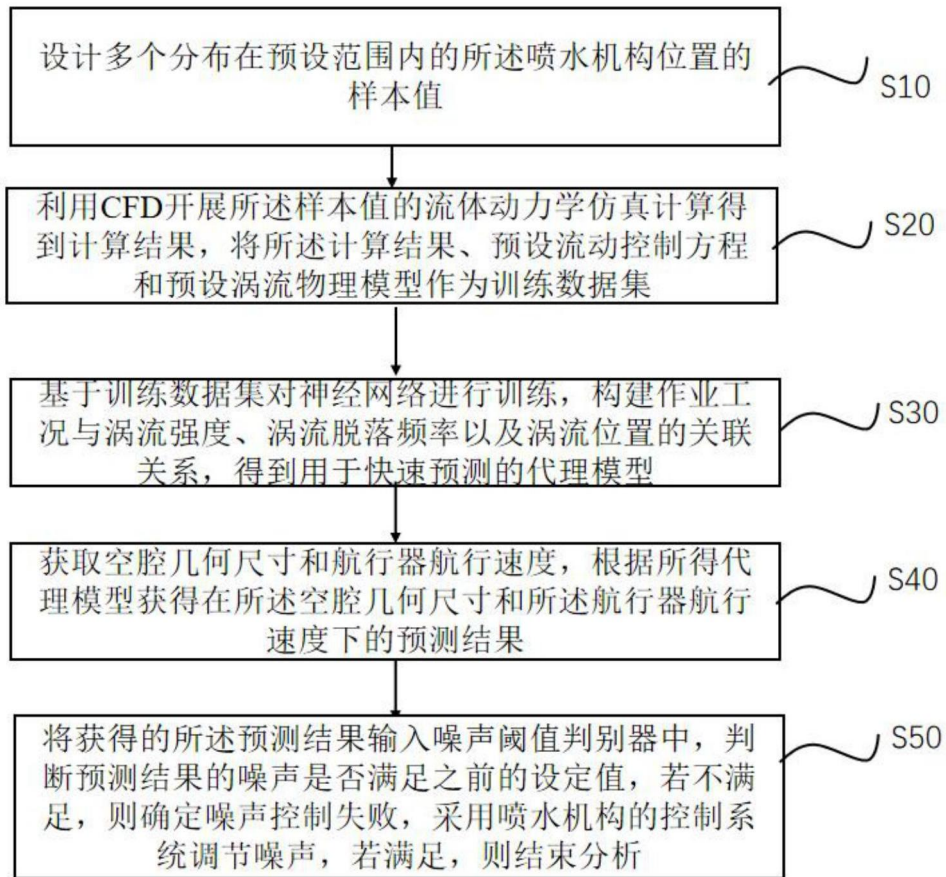 设计多个分布在预设范围内的所述喷水机构位置的
样本值
S10
利用CFD开展所述样本值的流体动力学仿真计算得
到计算结果，将所述计算结果、预设流动控制方程
和预设涡流物理模型作为训练数据集
S20
基于训练数据集对神经网络进行训练，构建作业工
况与涡流强度、涡流脱落频率以及涡流位置的关联
关系，得到用于快速预测的代理模型
S30
获取空腔几何尺寸和航行器航行速度，根据所得代
理模型获得在所述空腔几何尺寸和所述航行器航行
速度下的预测结果
S40
将获得的所述预测结果输入噪声阈值判别器中，判
断预测结果的噪声是否满足之前的设定值，若不满
足，则确定噪声控制失败，采用喷水机构的控制系
统调节噪声，若满足，则结束分析
S50